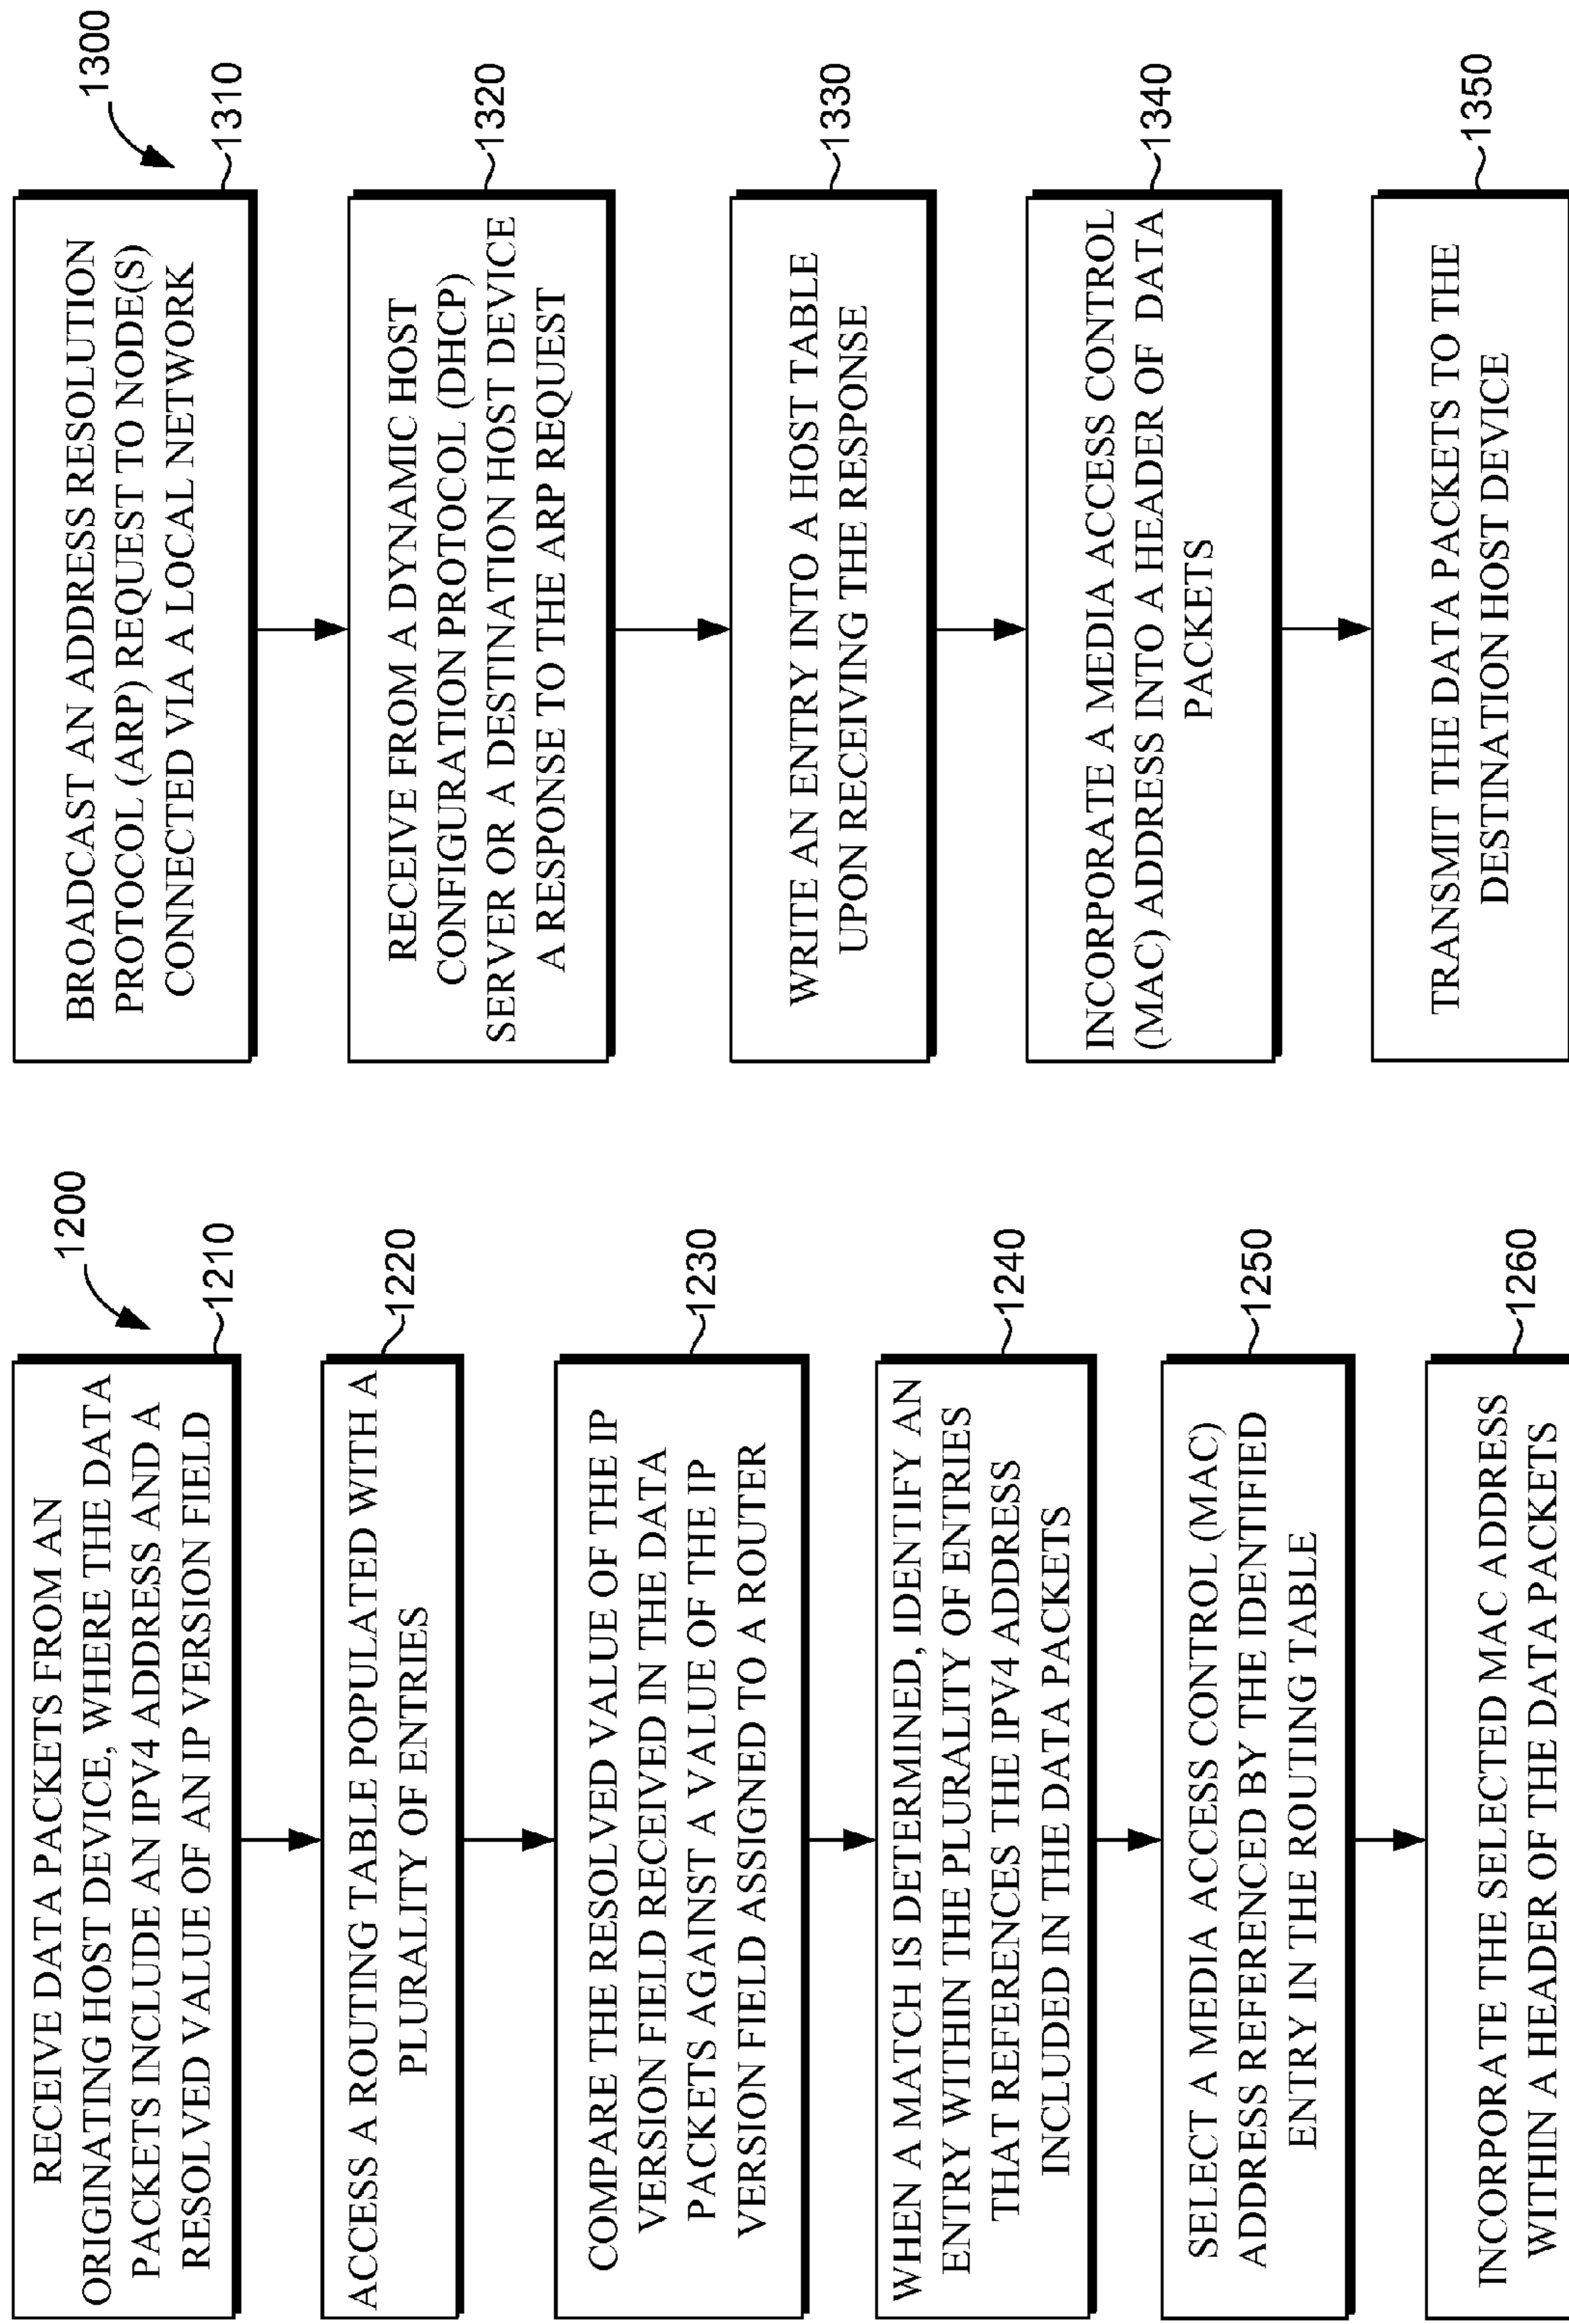 1200
RECEIVE DATA PACKETS FROM AN
ORIGINATING HOST DEVICE, WHERE THE DATA
PACKETS INCLUDE AN IPV4 ADDRESS AND A
RESOLVED VALUE OF AN IP VERSION FIELD
1210
ACCESS A ROUTING TABLE POPULATED WITH A
PLURALITY OF ENTRIES
1220
COMPARE THE RESOLVED VALUE OF THE IP
VERSION FIELD RECEIVED IN THE DATA
PACKETS AGAINST A VALUE OF THE IP
VERSION FIELD ASSIGNED TO A ROUTER
1230
WHEN A MATCH IS DETERMINED, IDENTIFY AN
ENTRY WITHIN THE PLURALITY OF ENTRIES
THAT REFERENCES THE IPV4 ADDRESS
INCLUDED IN THE DATA PACKETS
1240
SELECT A MEDIA ACCESS CONTROL (MAC)
ADDRESS REFERENCED BY THE IDENTIFIED
ENTRY IN THE ROUTING TABLE
1250
INCORPORATE THE SELECTED MAC ADDRESS
WITHIN A HEADER OF THE DATA PACKETS
1260
1300
BROADCAST AN ADDRESS RESOLUTION
PROTOCOL (ARP) REQUEST TO NODE(S)
CONNECTED VIA A LOCAL NETWORK
1310
RECEIVE FROM A DYNAMIC HOST
CONFIGURATION PROTOCOL (DHCP)
SERVER OR A DESTINATION HOST DEVICE
A RESPONSE TO THE ARP REQUEST
1320
WRITE AN ENTRY INTO A HOST TABLE
UPON RECEIVING THE RESPONSE
1330
INCORPORATE A MEDIA ACCESS CONTROL
(MAC) ADDRESS INTO A HEADER OF DATA
PACKETS
1340
TRANSMIT THE DATA PACKETS TO THE
DESTINATION HOST DEVICE
1350